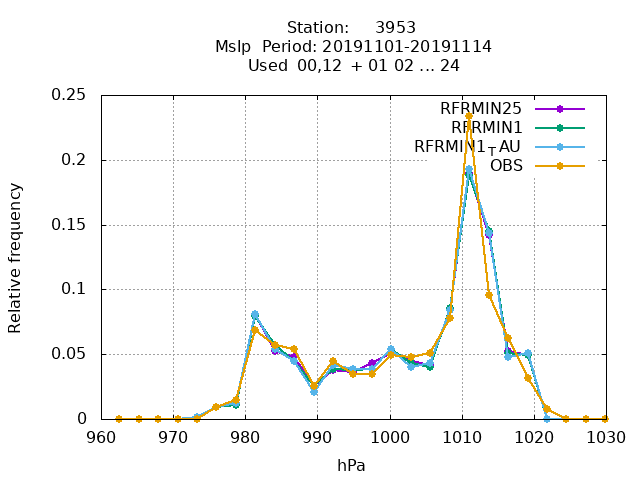 Station: 3953
Mslp Period: 20191101-20191114
Used 00,12 + 01 02 ... 24
RFRMIN25
RFRMIN1
RFRMIN1TAU
OBS
0.25
0.2
0.15
0.1
0.05
0
Relative frequency
960 970 980 990 1000 1010 1020 1030
hPa